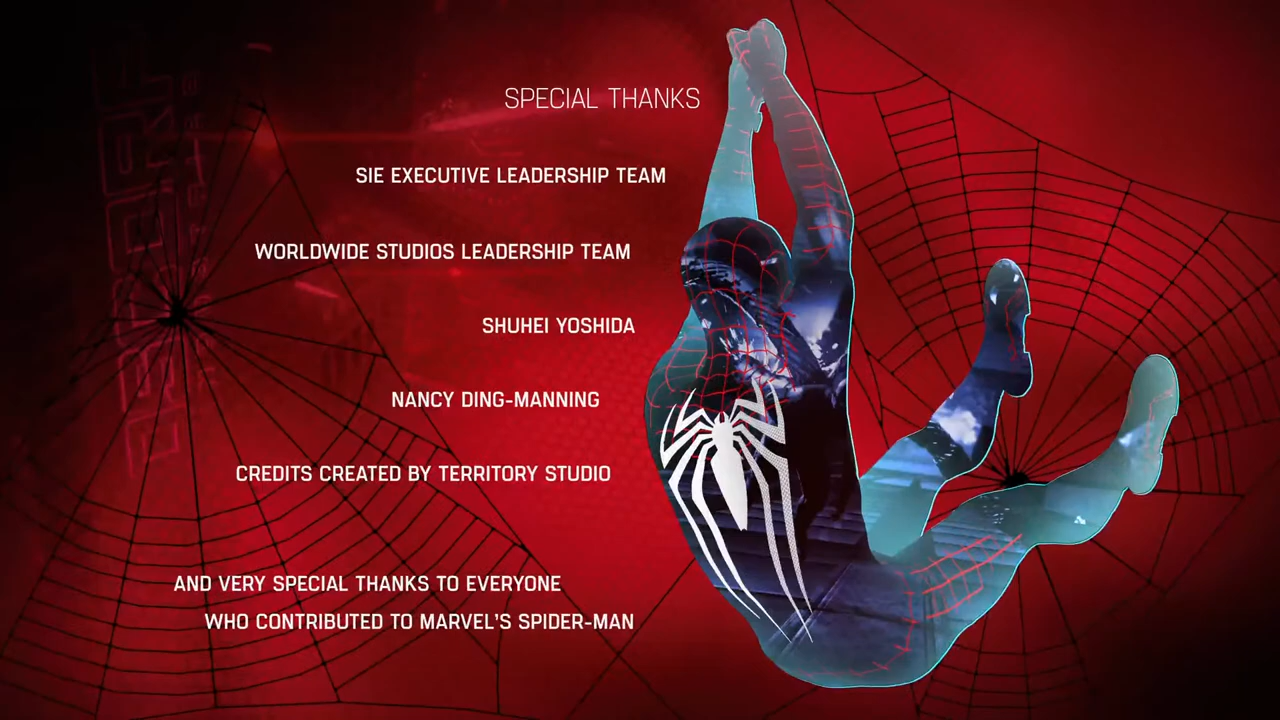 SPECIAL THANKS
SIE EXECUTIVE LEADERSHIP TEAM
WORLDWIDE STUDIOS LEADERSHIP TEAM
SHUHEI YOSHIDA
NANCY DING-MANNING
CREDITS CREATED BY TERRITORY STUDIO
AND VERY SPECIAL THANKS TO EVERYONE
WHO CONTRIBUTED TO MARVEL'S SPIDER-MAN